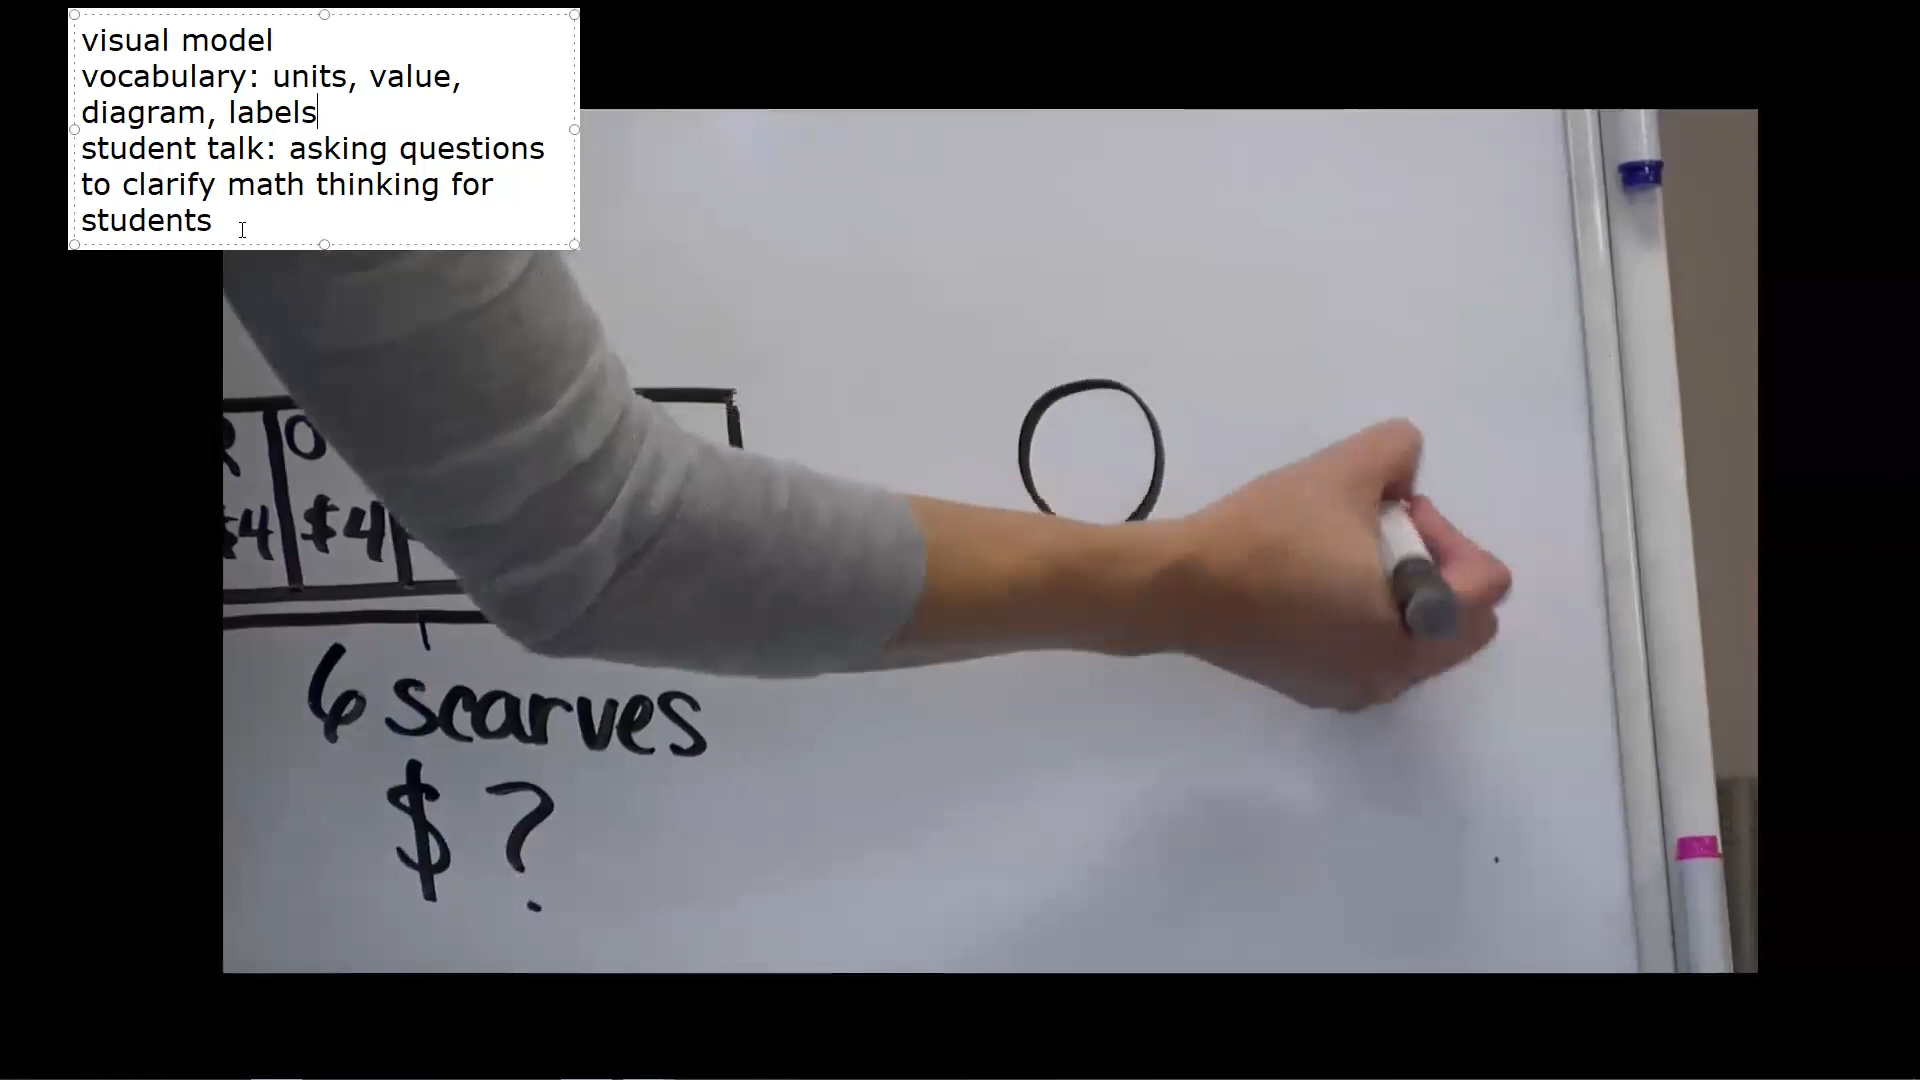 visual model
vocabulary: units, value,
diagram, labels
student talk: asking questions
to clarify math thinking for
students
R O
$4 $4
6 scarves
$ ?